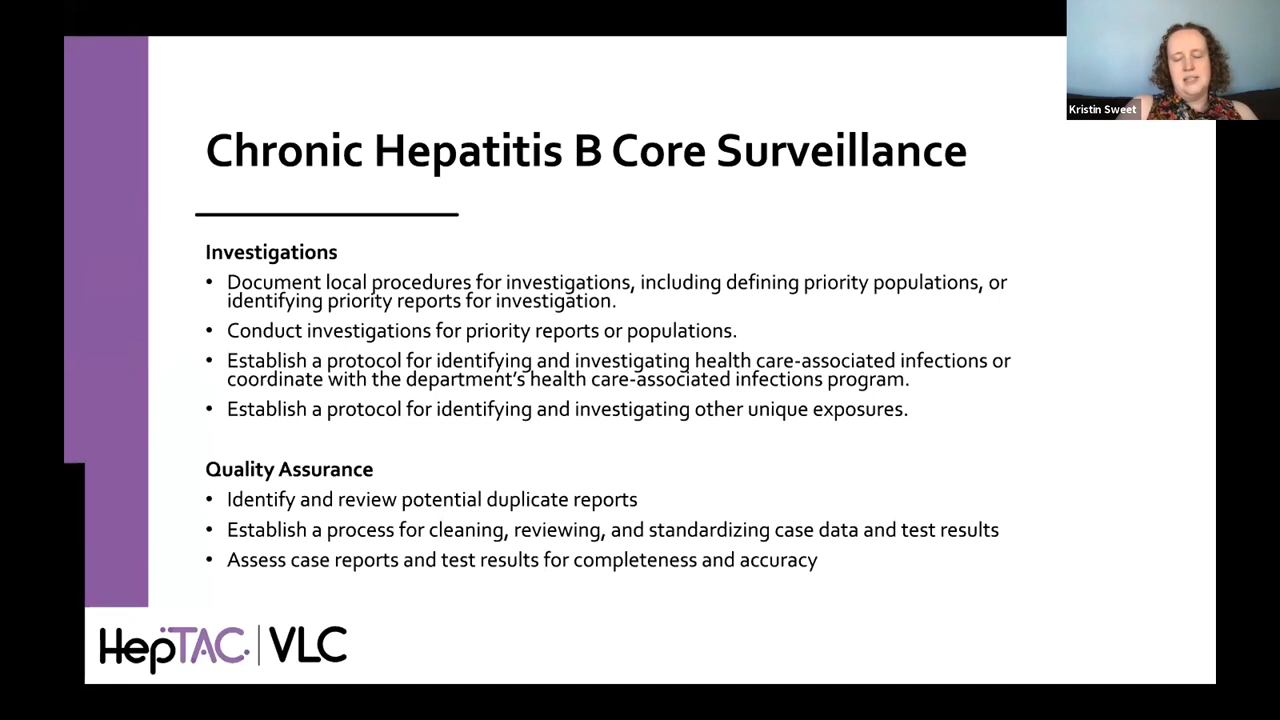 Kristin Sweet
Chronic Hepatitis B Core Surveillance
Investigations
• Document local procedures for investigations, including defining priority populations, or
identifying priority reports for investigation.
• Conduct investigations for priority reports or populations.
• Establish a protocol for identifying and investigating health care-associated infections or
coordinate with the department's health care-associated infections program.
• Establish a protocol for identifying and investigating other unique exposures.
Quality Assurance
• Identify and review potential duplicate reports
• Establish a process for cleaning, reviewing, and standardizing case data and test results
• Assess case reports and test results for completeness and accuracy
HepTAC | VLC